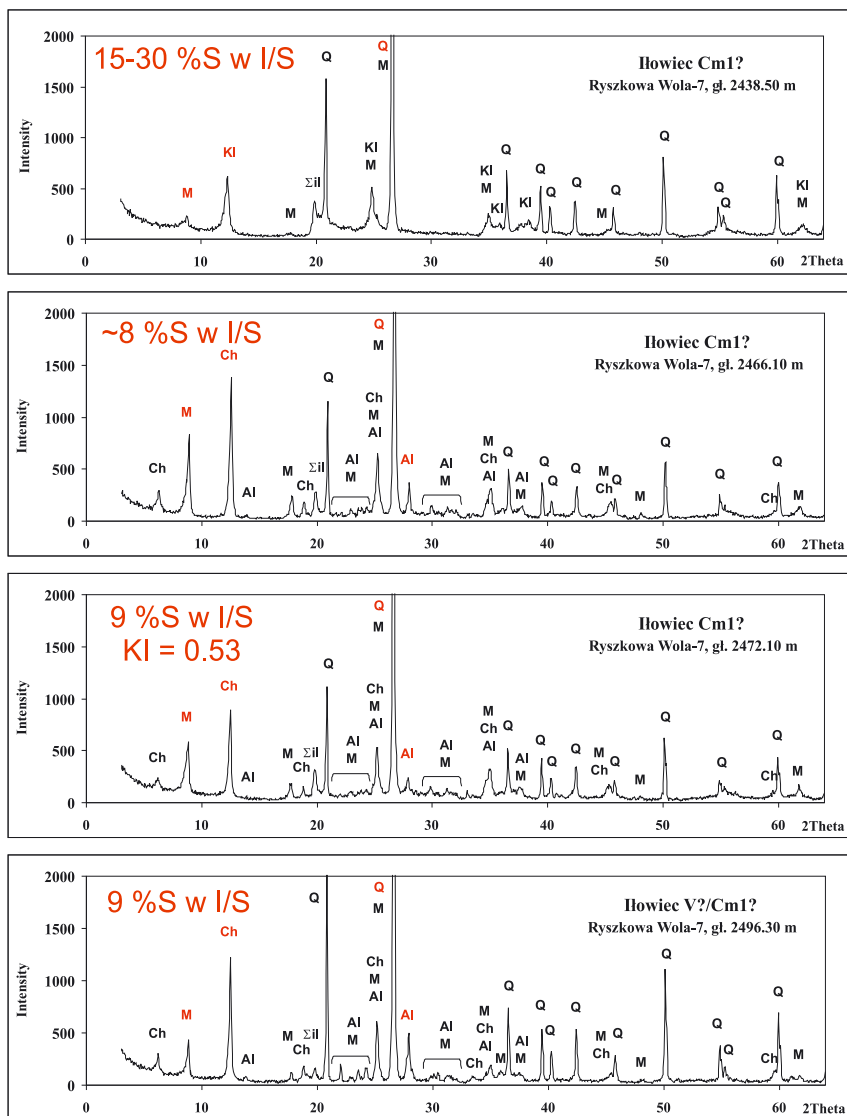 2000
15-30 %S w I/S
Q
Q
M
Iłowiec Cm1?
Ryszkowa Wola-7, gł. 2438.50 m
1500
Intensity
1000
Kl
M
Σil
M
Kl
M
Kl
M
Kl
Q
Kl
Q
Q
Q
M
Q
Q
Q
Q
Q
Kl
M
500
0
0 10 20 30 40 50 60
2Theta
2000
~8 %S w I/S
Q
M
Iłowiec Cm1?
Ryszkowa Wola-7, gł. 2466.10 m
1500
Intensity
1000
Ch
M
Ch
Al
M
Ch
Σil
Q
Al
M
Ch
M
Al
Al
Al
M
M
Ch
Al
Q
Al
M
Q
Q
Q
M
Ch
Q
M
Q
Q
Ch
Q
M
500
0
0 10 20 30 40 50 60
2Theta
2000
9 %S w I/S
KI = 0.53
Q
M
Iłowiec Cm1?
Ryszkowa Wola-7, gł. 2472.10 m
1500
Intensity
1000
Ch
M
Ch
Al
M
Ch
Σil
Q
Al
M
Ch
M
Al
Al
Al
M
M
Ch
Al
Q
Al
M
Q
Q
Q
M
Ch
Q
M
Q
Q
Ch
Q
M
500
0
0 10 20 30 40 50 60
2Theta
2000
9 %S w I/S
Q
Q
M
Iłowiec V?/Cm1?
Ryszkowa Wola-7, gł. 2496.30 m
1500
Intensity
1000
Ch
M
Ch
Al
M
Ch
Σil
Al
M
Ch
M
Al
Al
Al
M
Ch
M
Ch
Al
M
Q
Al
M
Q
Q
Q
M
Ch
Q
M
Q
Q
Q
Ch
Q
M
500
0
0 10 20 30 40 50 60
2Theta